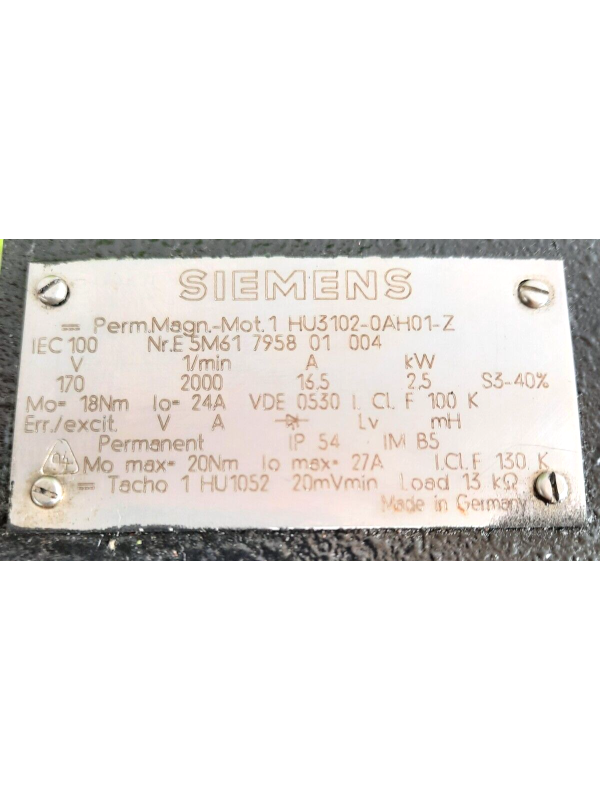 SIEMENS
= Perm.Magn.-Mot.1 HU3102-0AH01-Z
IEC 100 Nr.E 5M61 7958 01 004
V 1/min A kW
170 2000 16,5 2,5 S3-40%
Mo= 18Nm Io= 24A VDE 0530 I. Cl. F 100 K
Err./excit. V A Lv mH
Permanent IP 54 IM B5
Mo max= 20Nm Io max= 27A I.Cl.F 130 K
= Tacho 1 HU1052 20mVmin Load 13 kΩ
Made in Germany